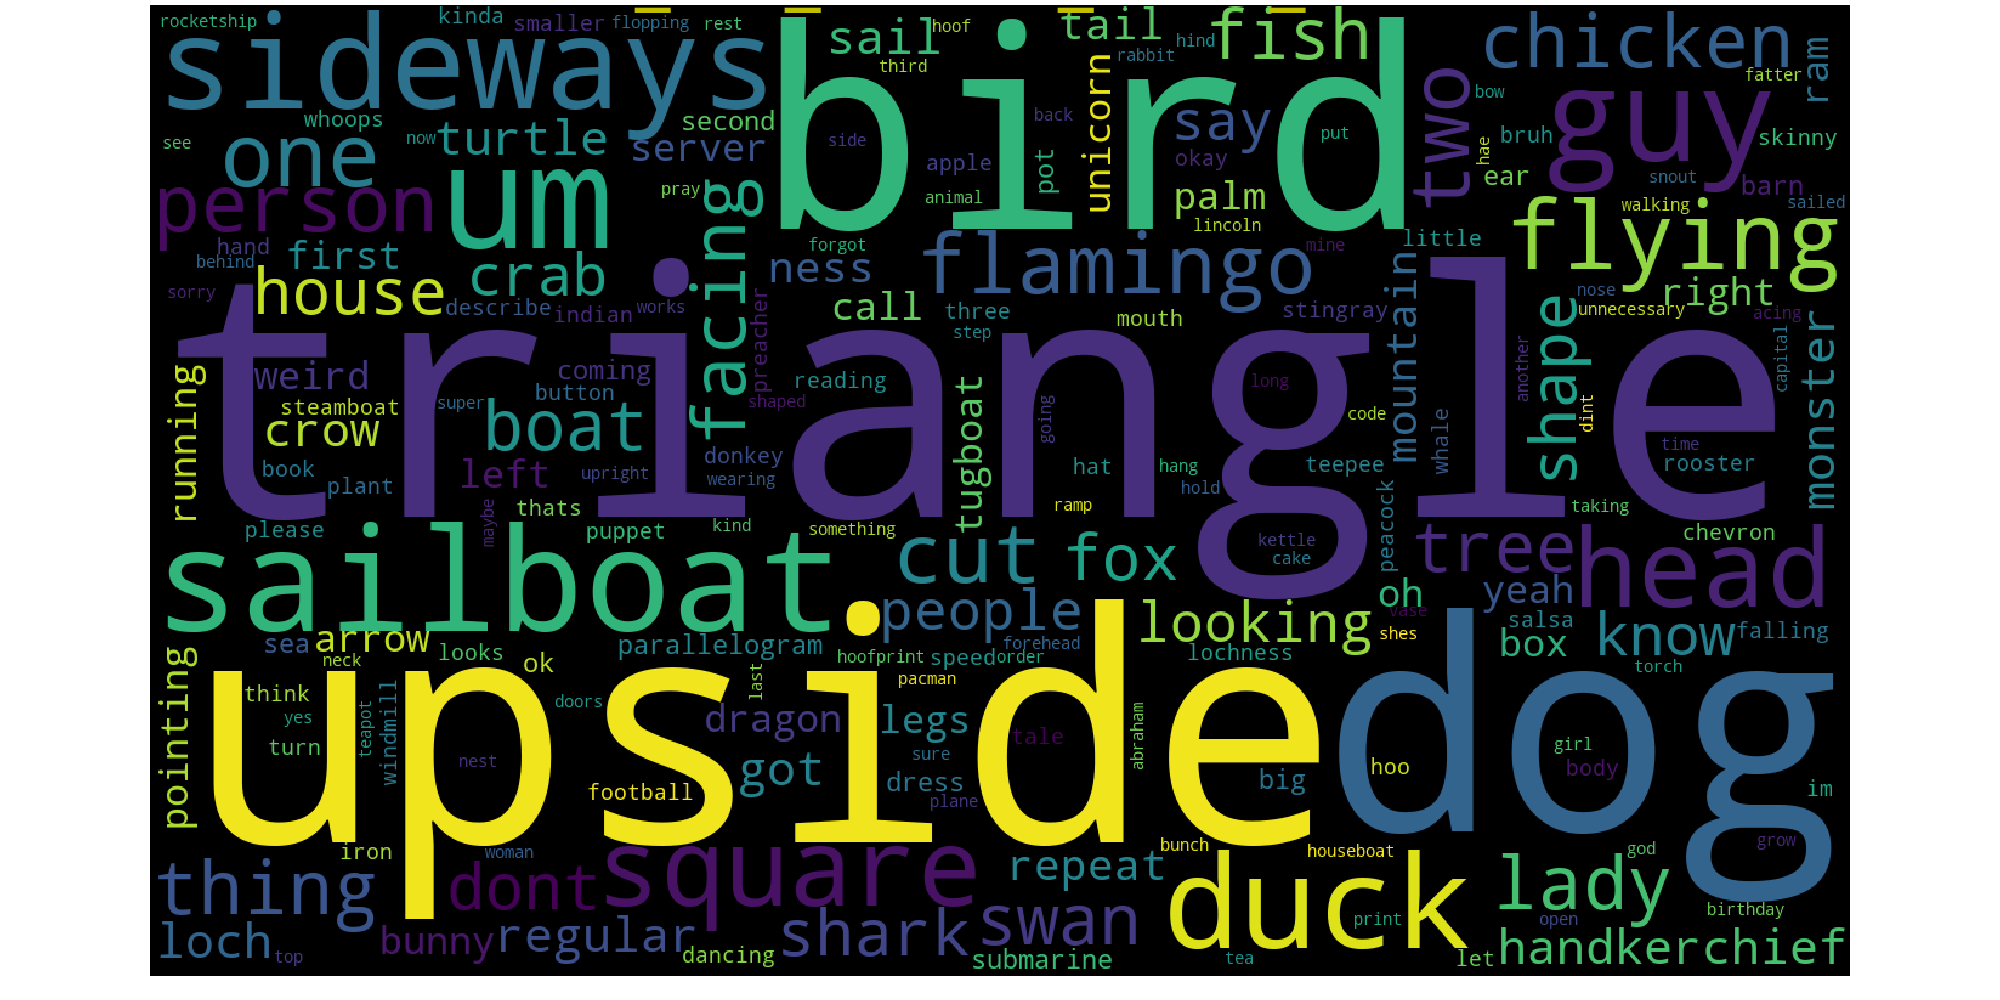 rocketship
kinda
smaller
flopping
rest
sail
hoof
tail
fish
chicken
sideways
bird
third
hind
rabbit
ram
fatter
whoops
second
unicorn
say
two
guy
bow
bruh
skinny
see
one
now
turtle
server
side
back
put
apple
okay
pot
hae
ear
snout
barn
person
um
pray
facing
animal
palm
lincoln
walking
sailed
hand
behind
first
crab
forgot
ness
flamingo
mine
little
flying
sorry
house
describe
indian
works
preacher
call
three
step
mouth
stingray
mountain
shape
nose
unnecessary
right
acing
monster
triangle
running
weird
coming
button
shaped
reading
long
another
capital
steamboat
super
boat
tugboat
going
code
whale
dint
crow
book
plant
left
upright
donkey
wearing
hat
hang
hold
teepee
time
rooster
please
maybe
thats
puppet
kind
something
ramp
peacock
taking
chevron
sailboat
cut
fox
kettle
cake
tree
head
oh
yeah
sea
arrow
looks
neck
ok
parallelogram
people
forehead
looking
vase
shes
salsa
box
know
falling
pointing
think
last
hoofprint
speed
order
pacman
lochness
torch
upside
dog
yes
turn
teapot
windmill
doors
nest
dragon
legs
tale
sure
abraham
girl
body
hoo
football
got
dress
plane
big
im
iron
woman
bunch
houseboat
god
grow
thing
dont
square
repeat
duck
lady
birthday
loch
top
bunny
regular
dancing
shark
swan
submarine
print
tea
open
let
handkerchief